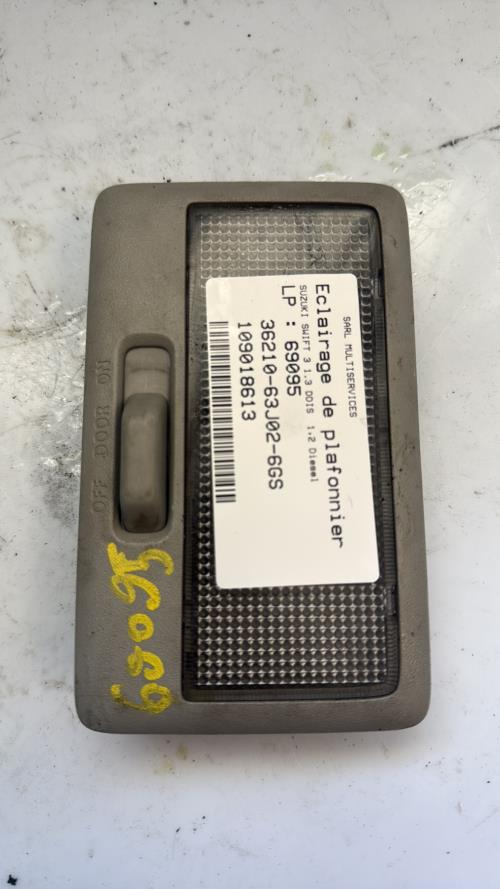 SARL MULTISERVICES
Eclairage de plafonnier
SUZUKI SWIFT 3 1.3 DDIS 1.2 Diesel
LP : 69095
36210-63J02-6GS
109018613
OFF DOOR ON
69095